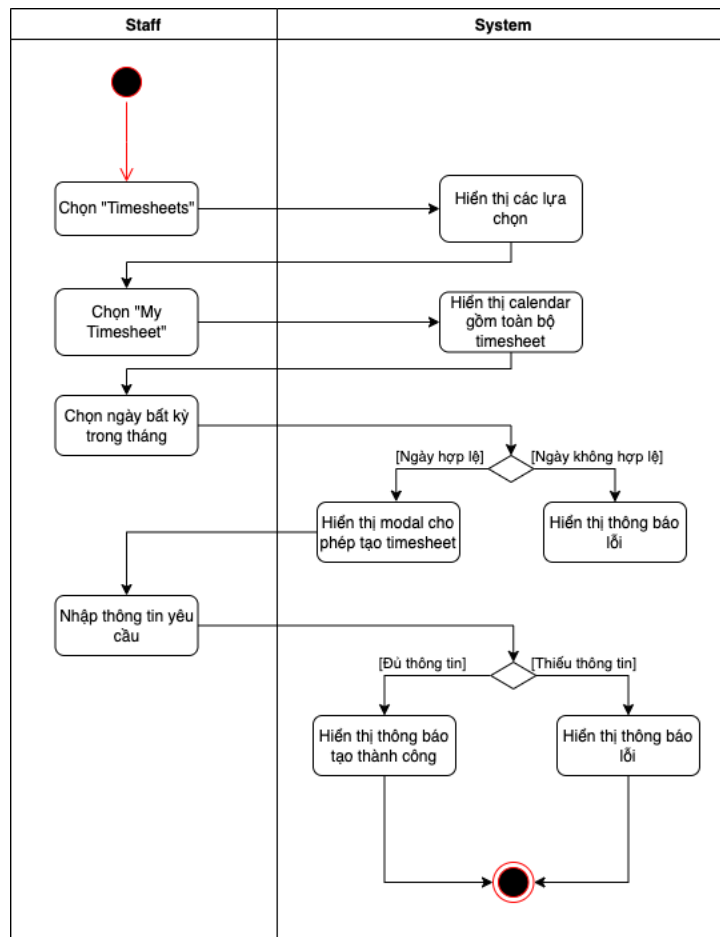 Staff
System
Chọn "Timesheets"
Hiển thị các lựa
chọn
Chọn "My
Timesheet"
Hiển thị calendar
gồm toàn bộ
timesheet
Chọn ngày bất kỳ
trong tháng
[Ngày hợp lệ]
[Ngày không hợp lệ]
Hiển thị modal cho
phép tạo timesheet
Hiển thị thông báo
lỗi
Nhập thông tin yêu
cầu
[Đủ thông tin]
[Thiếu thông tin]
Hiển thị thông báo
tạo thành công
Hiển thị thông báo
lỗi